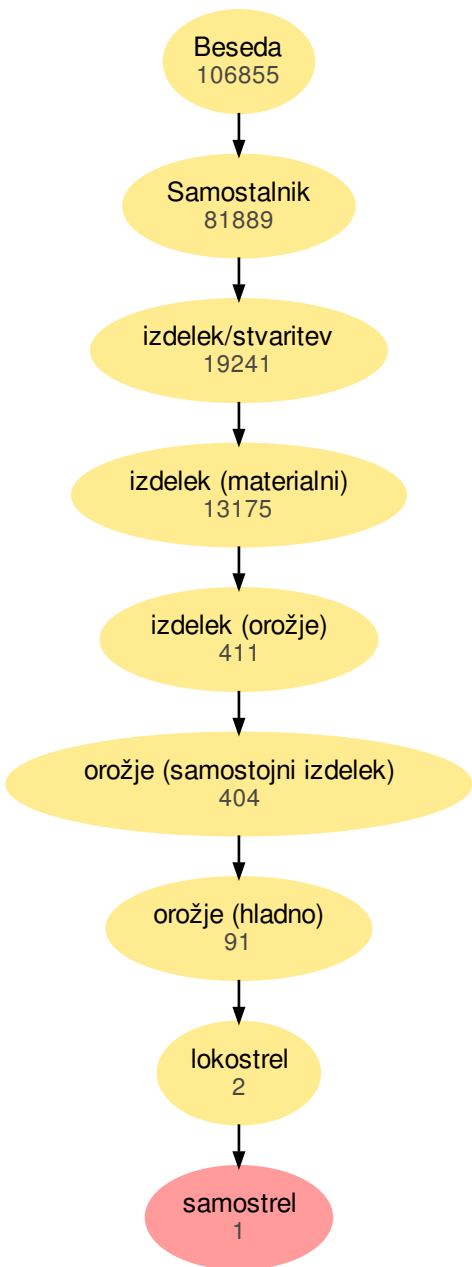 Beseda
106855
Samostalnik
81889
izdelek/stvaritev
19241
izdelek (materialni)
13175
izdelek (orožje)
411
orožje (samostojni izdelek)
404
orožje (hladno)
91
lokostrel
2
samostrel
1